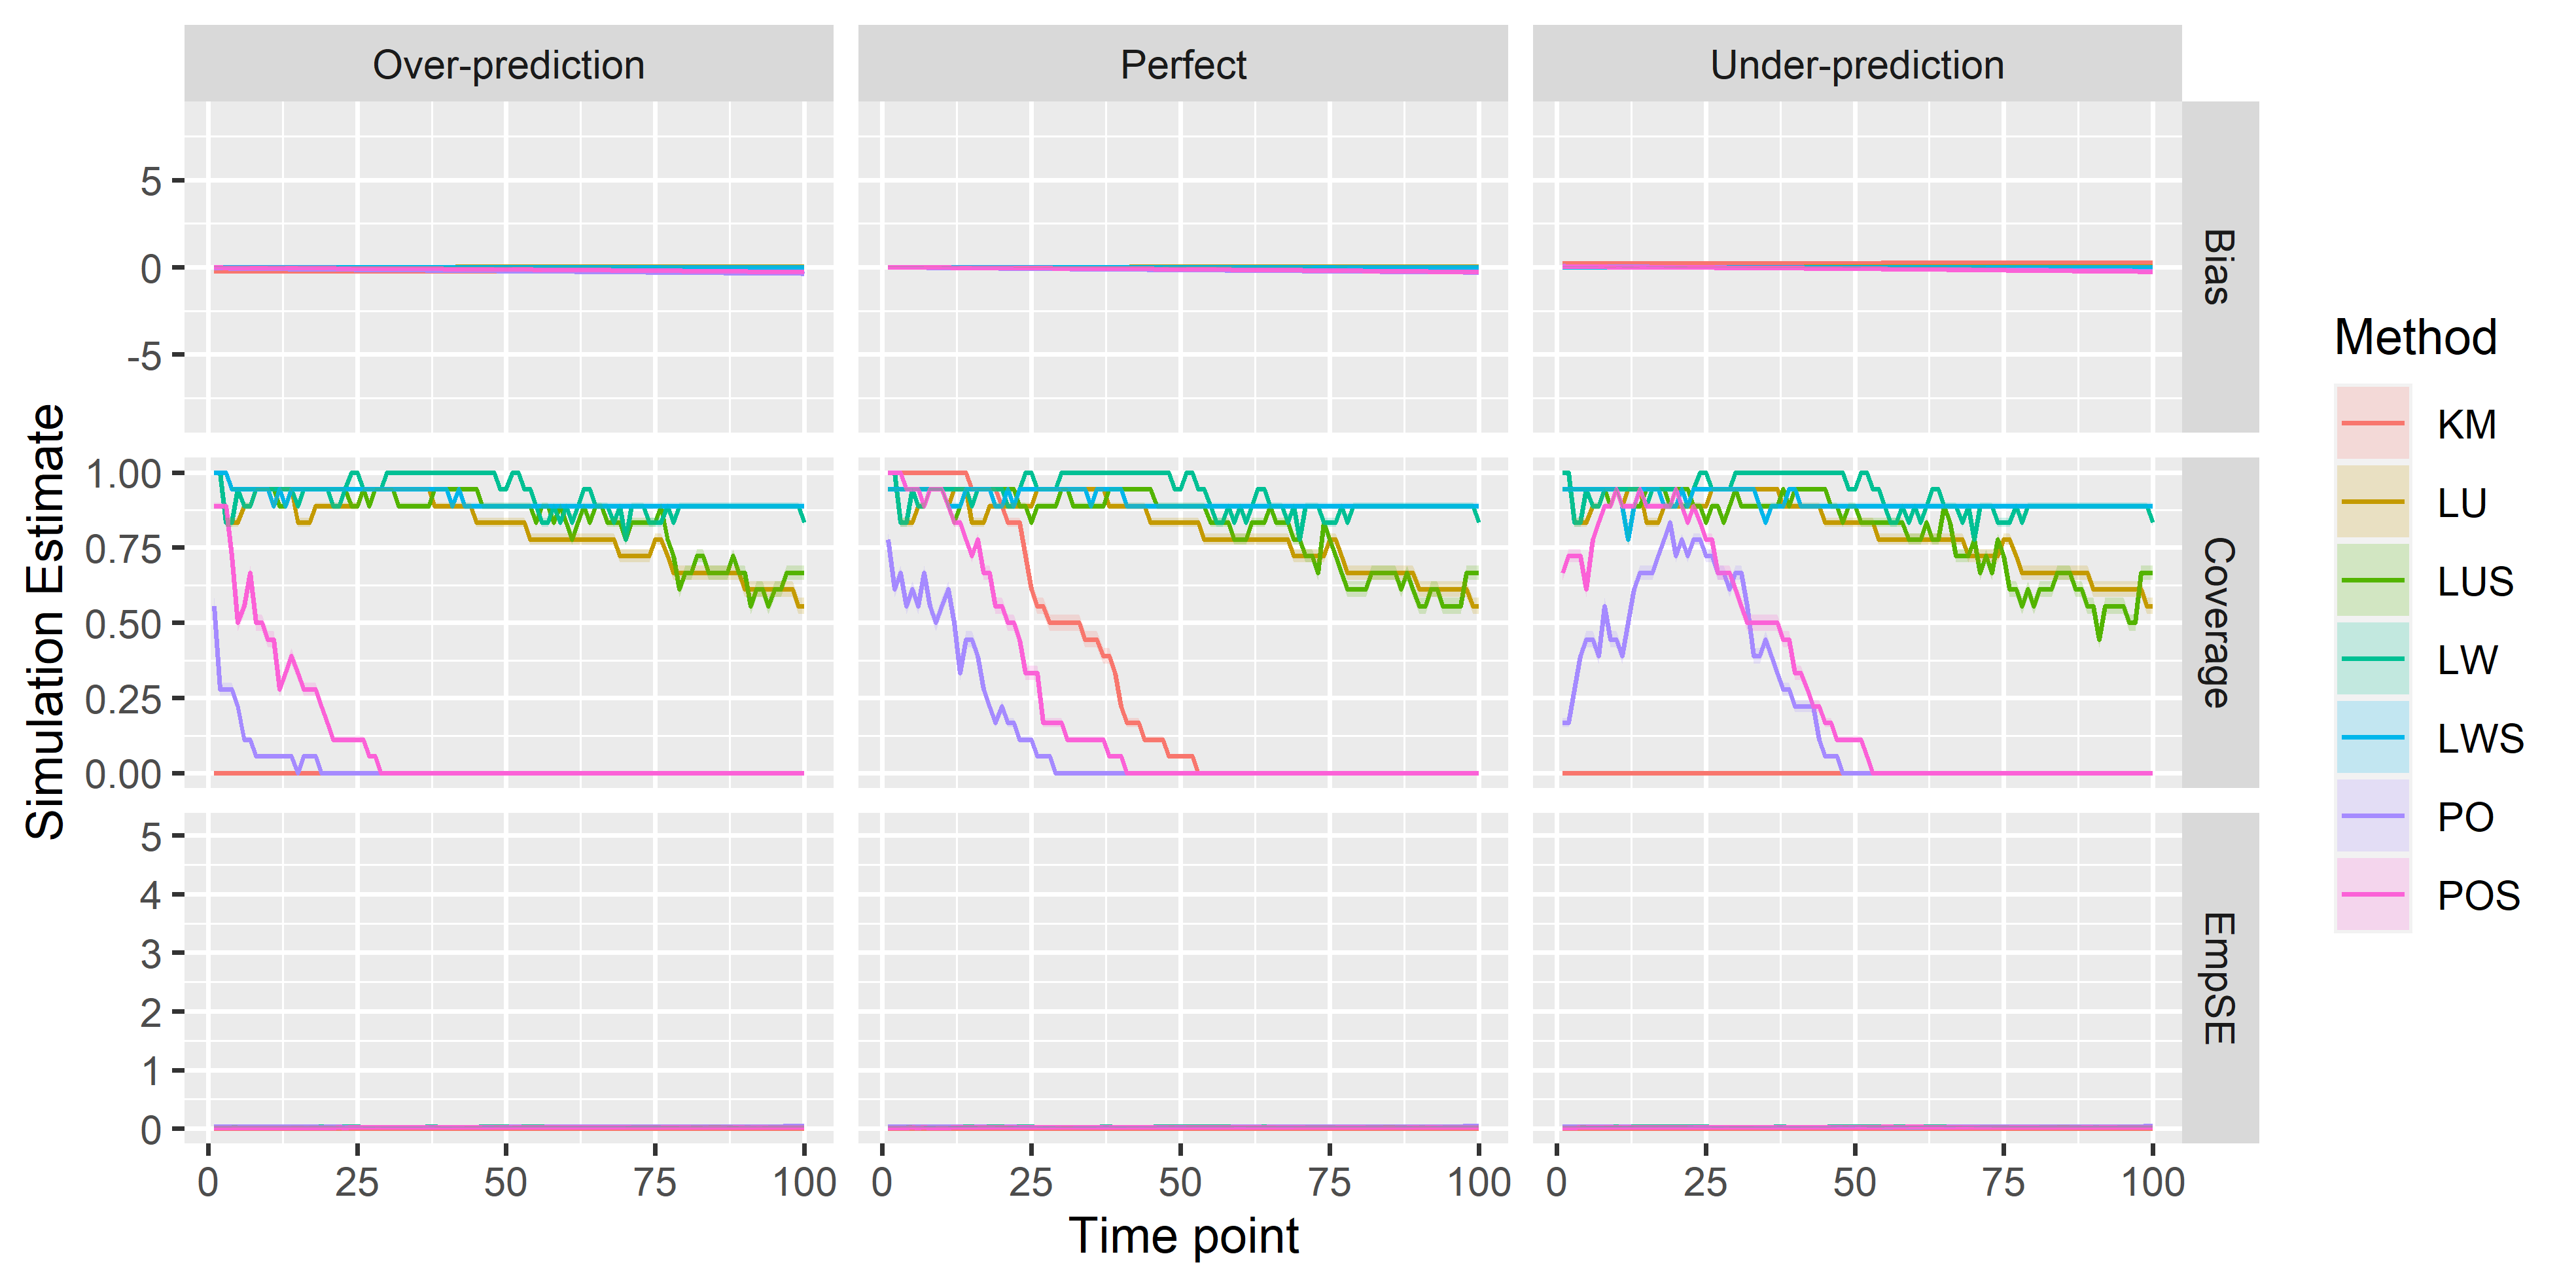 Over-prediction
Perfect
Under-prediction
5
0
-5
Bias
1.00
0.75
0.50
0.25
0.00
Coverage
5
4
3
2
1
0
EmpSE
0 25 50 75 100
0 25 50 75 100
0 25 50 75 100
Time point
Simulation Estimate
Method
KM
LU
LUS
LW
LWS
PO
POS